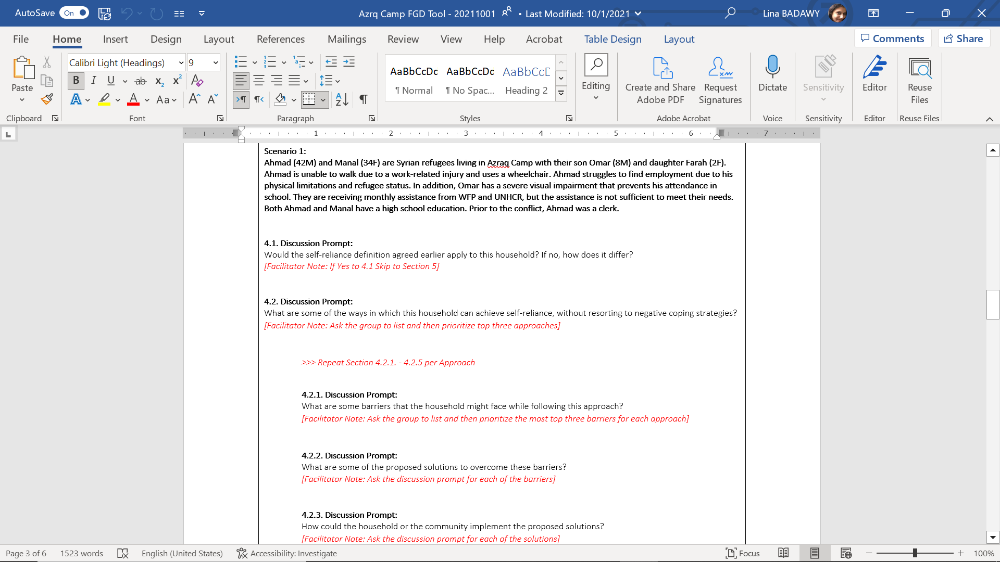 AutoSave On Azrq Camp FGD Tool - 20211001 • Last Modified: 10/1/2021 Lina BADAWY
File Home Insert Design Layout References Mailings Review View Help Acrobat Table Design Layout Comments Share
Calibri Light (Headings) 9 AaBbCcDc AaBbCcDc AaBbCcD
Paste B I U ab x2 x2 A ¶ Normal ¶ No Spac... Heading 2 Editing Create and Share Adobe PDF Request Signatures Dictate Sensitivity Editor Reuse Files
A A Aa A A A Z ¶
Clipboard Font Paragraph Styles Adobe Acrobat Voice Sensitivity Editor Reuse Files
L 1 2 3 4 5 6 7
Scenario 1:
Ahmad (42M) and Manal (34F) are Syrian refugees living in Azraq Camp with their son Omar (8M) and daughter Farah (2F).
Ahmad is unable to walk due to a work-related injury and uses a wheelchair. Ahmad struggles to find employment due to his
physical limitations and refugee status. In addition, Omar has a severe visual impairment that prevents his attendance in
school. They are receiving monthly assistance from WFP and UNHCR, but the assistance is not sufficient to meet their needs.
Both Ahmad and Manal have a high school education. Prior to the conflict, Ahmad was a clerk.
4.1. Discussion Prompt:
Would the self-reliance definition agreed earlier apply to this household? If no, how does it differ?
[Facilitator Note: If Yes to 4.1 Skip to Section 5]
4.2. Discussion Prompt:
What are some of the ways in which this household can achieve self-reliance, without resorting to negative coping strategies?
[Facilitator Note: Ask the group to list and then prioritize top three approaches]
>>> Repeat Section 4.2.1. - 4.2.5 per Approach
4.2.1. Discussion Prompt:
What are some barriers that the household might face while following this approach?
[Facilitator Note: Ask the group to list and then prioritize the most top three barriers for each approach]
4.2.2. Discussion Prompt:
What are some of the proposed solutions to overcome these barriers?
[Facilitator Note: Ask the discussion prompt for each of the barriers]
4.2.3. Discussion Prompt:
How could the household or the community implement the proposed solutions?
[Facilitator Note: Ask the discussion prompt for each of the solutions]
Page 3 of 6 1523 words English (United States) Accessibility: Investigate Focus 100%